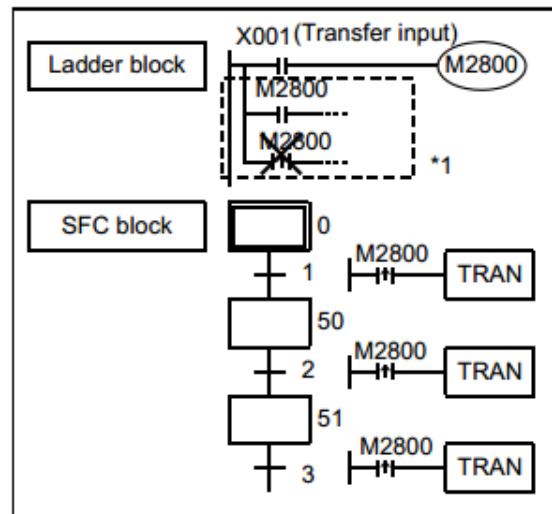 X001 (Transfer input)
Ladder block
M2800
M2800
M2800
*1
SFC block
0
M2800
1
TRAN
50
M2800
2
TRAN
51
M2800
3
TRAN